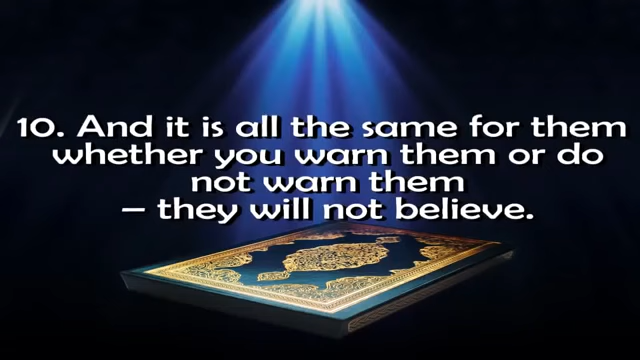 10. And it is all the same for them
whether you warn them or do
not warn them
– they will not believe.